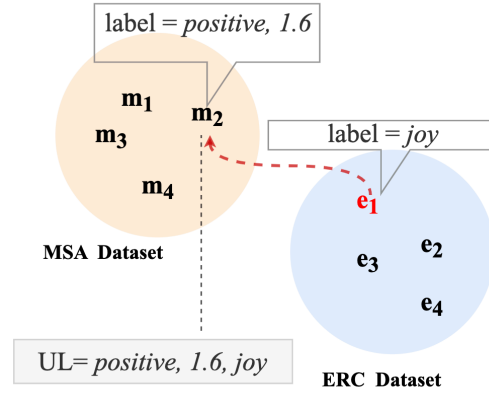 label = positive, 1.6
m1
m2
m3
m4
label = joy
e1
e2
e3
e4
MSA Dataset
UL= positive, 1.6, joy
ERC Dataset